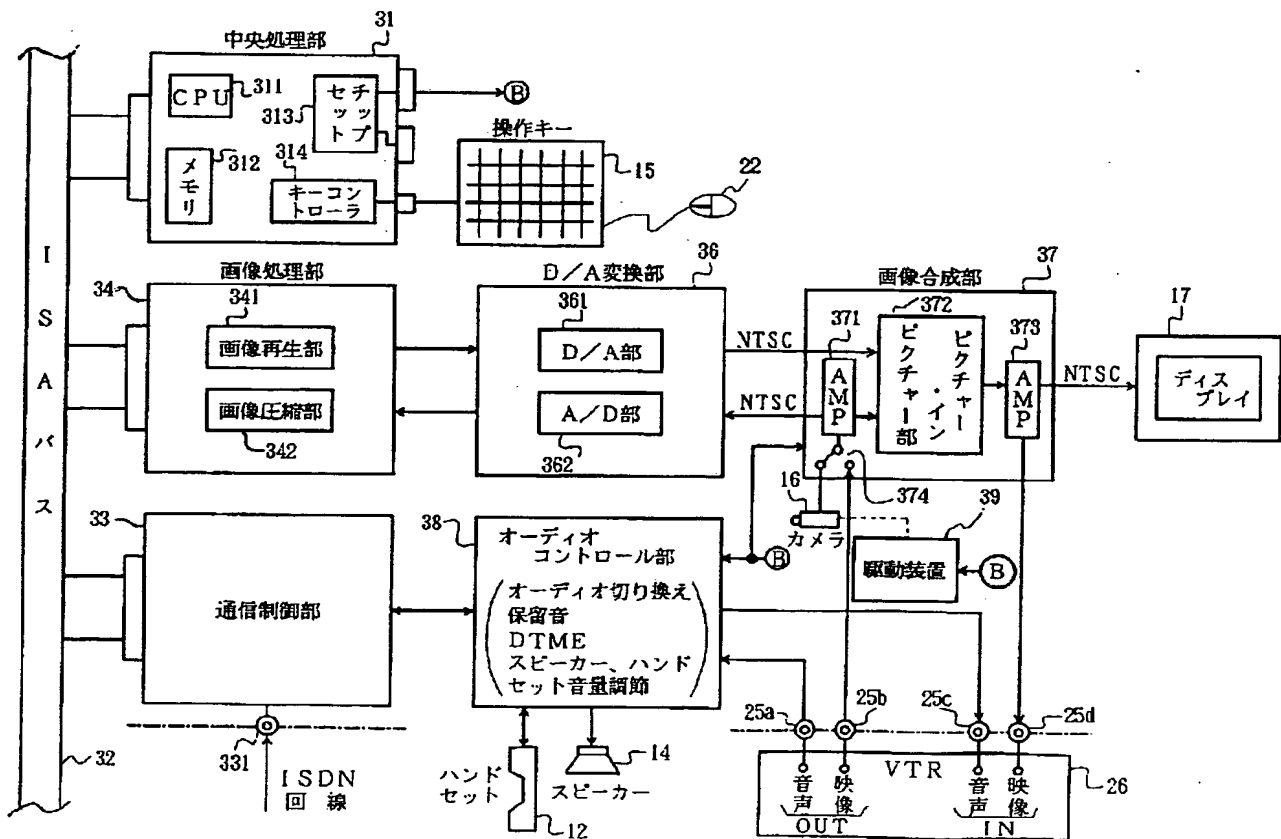 中央処理部
31
CPU
311
313
チップ
セット
B
メモリ
312
314
キーコン
トローラ
操作キー
15
22
ISAバス
32
画像処理部
34
341
画像再生部
画像圧縮部
342
D/A変換部
36
361
D/A部
A/D部
362
NTSC
NTSC
画像合成部
37
371
AMP
372
ピクチャー
・イン
ピクチャー部
373
AMP
NTSC
17
ディス
プレイ
374
16
カメラ
39
駆動装置
B
33
通信制御部
331
ISDN
回線
38
オーディオ
コントロール部
オーディオ切り換え
保留音
DTME
スピーカー、ハンド
セット音量調節
B
ハンド
セット
12
14
スピーカー
25a
25b
25c
25d
VTR
26
音声
映像
OUT
音声
映像
IN